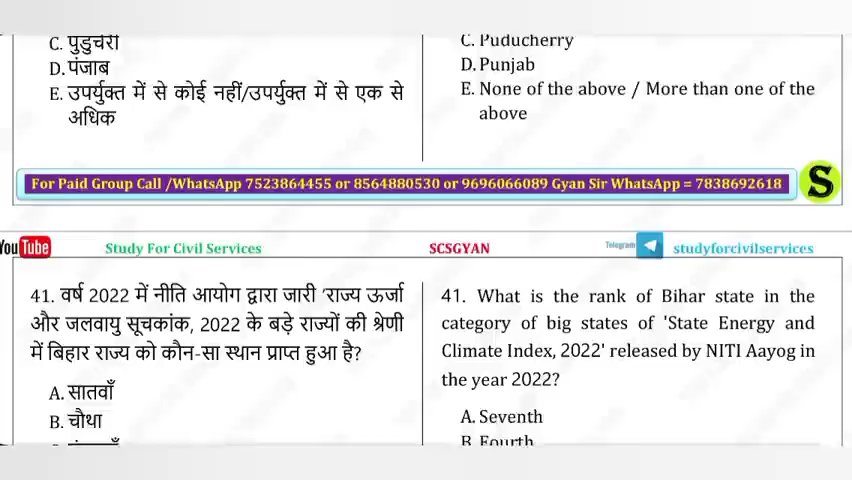 C. पुडुचेरी
D. पंजाब
E. उपर्युक्त में से कोई नहीं/उपर्युक्त में से एक से
अधिक
C. Puducherry
D. Punjab
E. None of the above / More than one of the
above
For Paid Group Call /WhatsApp 7523864455 or 8564880530 or 9696066089 Gyan Sir WhatsApp = 7838692618
S
YouTube
Study For Civil Services
SCSGYAN
Telegram
studyforcivilservices
41. वर्ष 2022 में नीति आयोग द्वारा जारी 'राज्य ऊर्जा
और जलवायु सूचकांक, 2022 के बड़े राज्यों की श्रेणी
में बिहार राज्य को कौन-सा स्थान प्राप्त हुआ है?
A. सातवाँ
B. चौथा
41. What is the rank of Bihar state in the
category of big states of 'State Energy and
Climate Index, 2022' released by NITI Aayog in
the year 2022?
A. Seventh
B. Fourth